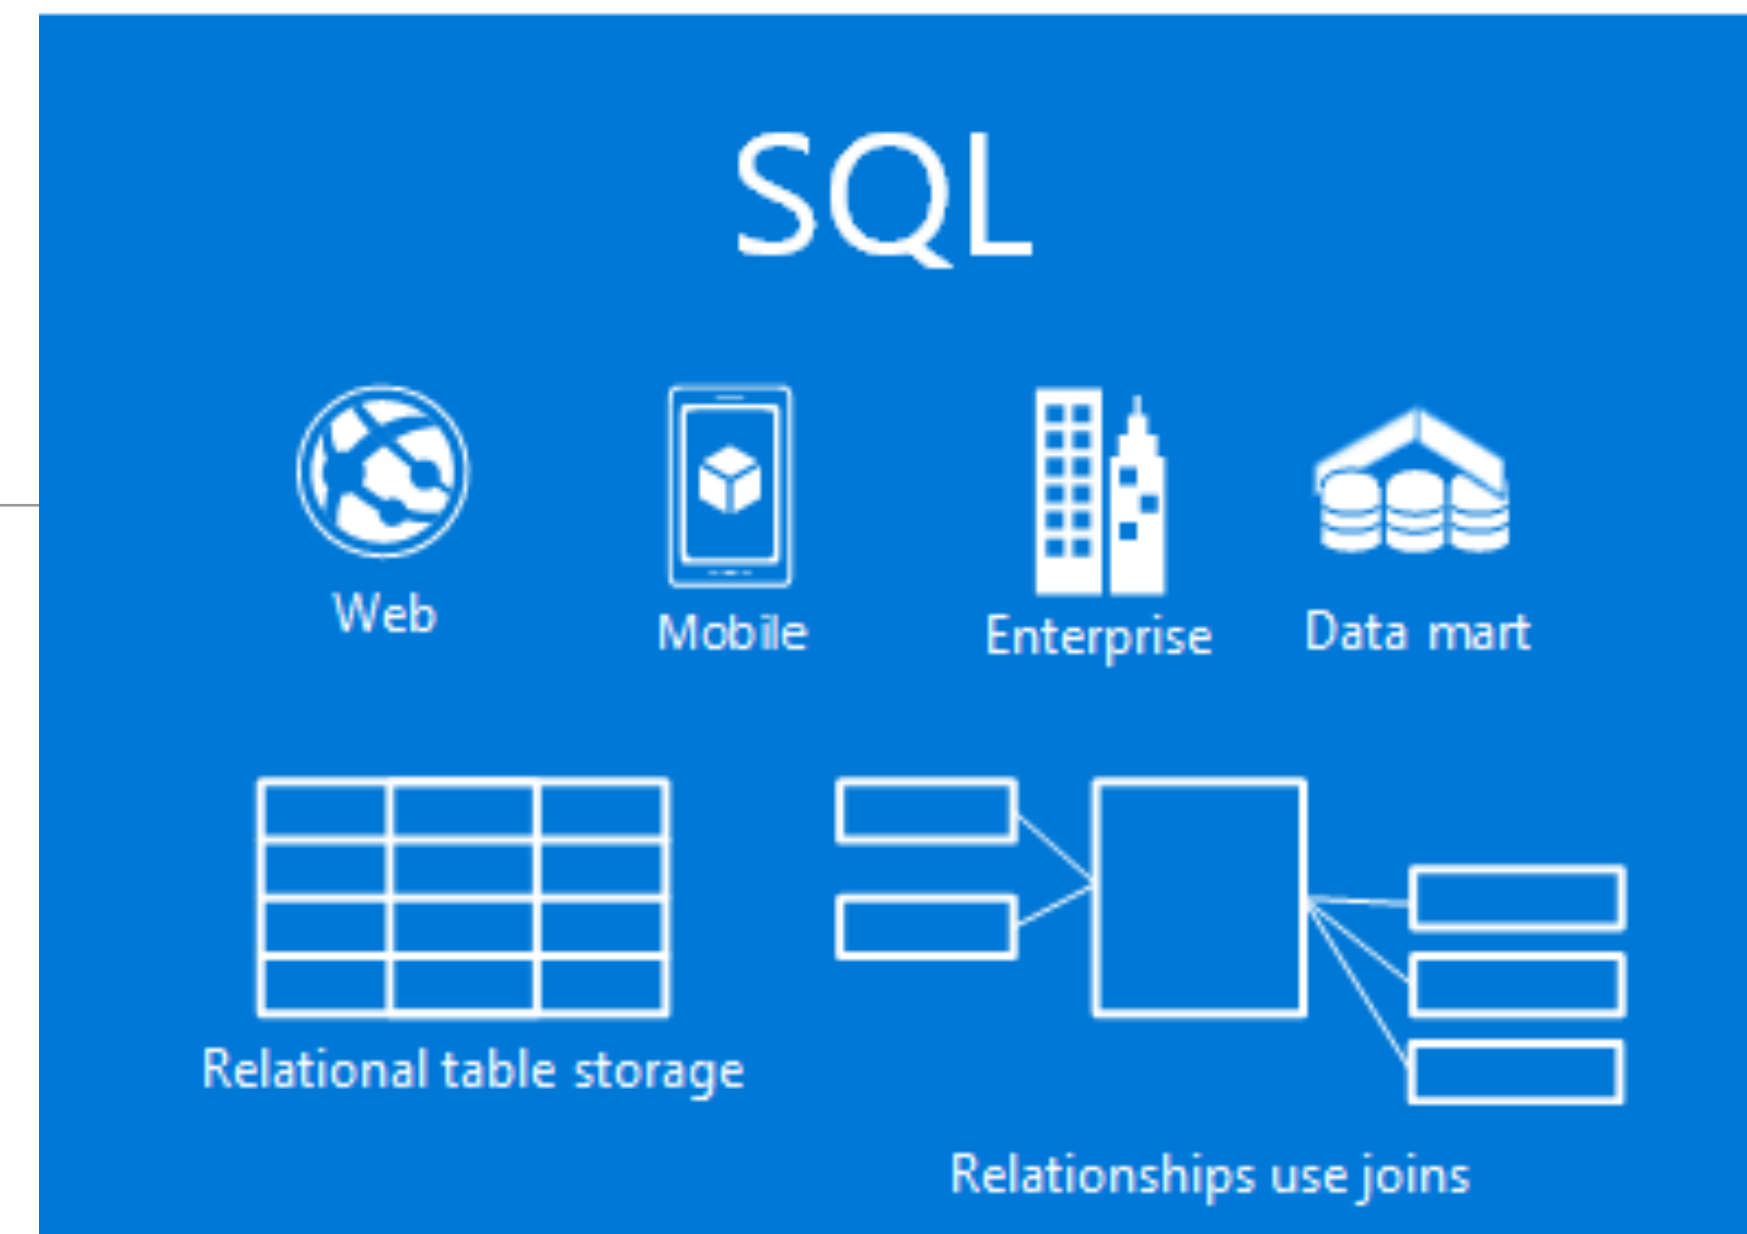 SQL
Web
Mobile
Enterprise
Data mart
Relational table storage
Relationships use joins